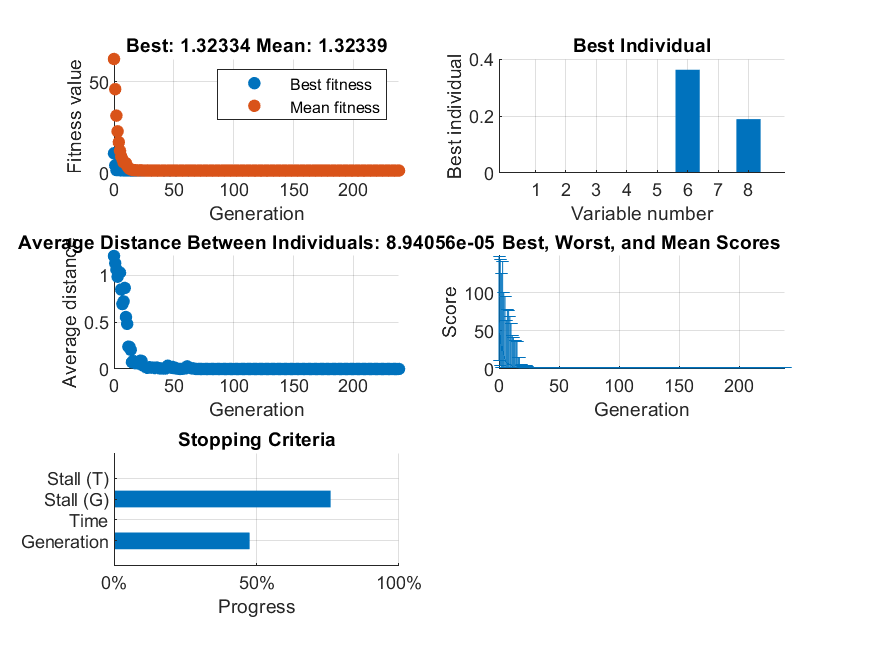 Best: 1.32334 Mean: 1.32339
Fitness value
50
0
Best fitness
Mean fitness
0 50 100 150 200
Generation
Best Individual
Best individual
0.4
0.2
0
1 2 3 4 5 6 7 8
Variable number
Average Distance Between Individuals: 8.94056e-05
Average distance
1
0.5
0
0 50 100 150 200
Generation
Best, Worst, and Mean Scores
Score
100
50
0
0 50 100 150 200
Generation
Stopping Criteria
Stall (T)
Stall (G)
Time
Generation
0% 50% 100%
Progress